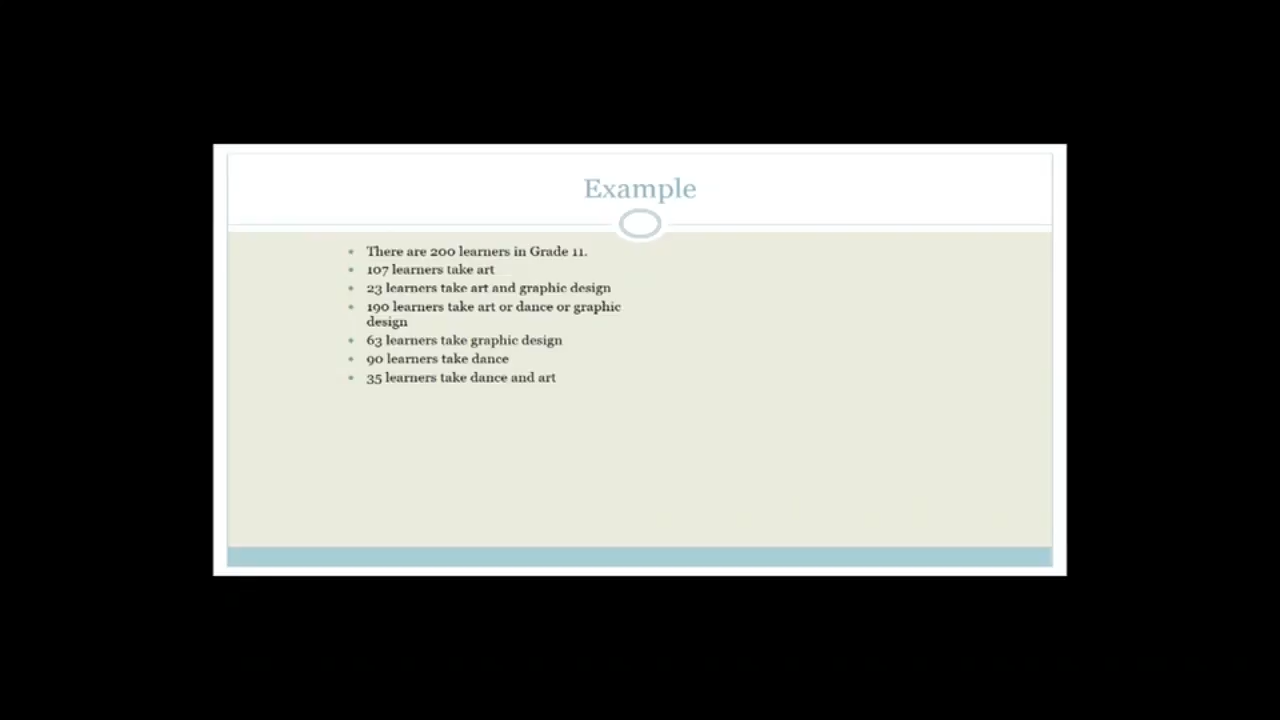 Example
There are 200 learners in Grade 11.
107 learners take art
23 learners take art and graphic design
190 learners take art or dance or graphic
design
63 learners take graphic design
90 learners take dance
35 learners take dance and art